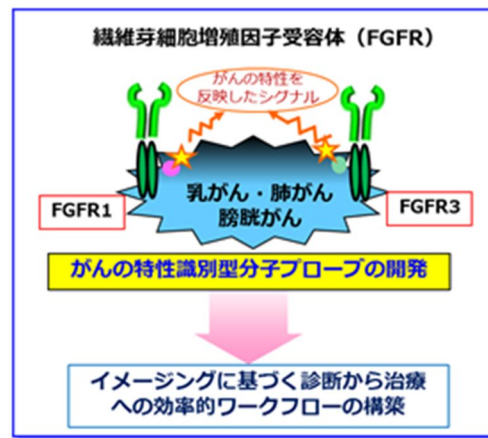 繊維芽細胞増殖因子受容体（FGFR）
がんの特性を
反映したシグナル
乳がん・肺がん
膀胱がん
FGFR1
FGFR3
がんの特性識別型分子プローブの開発
イメージングに基づく診断から治療
への効率的ワークフローの構築